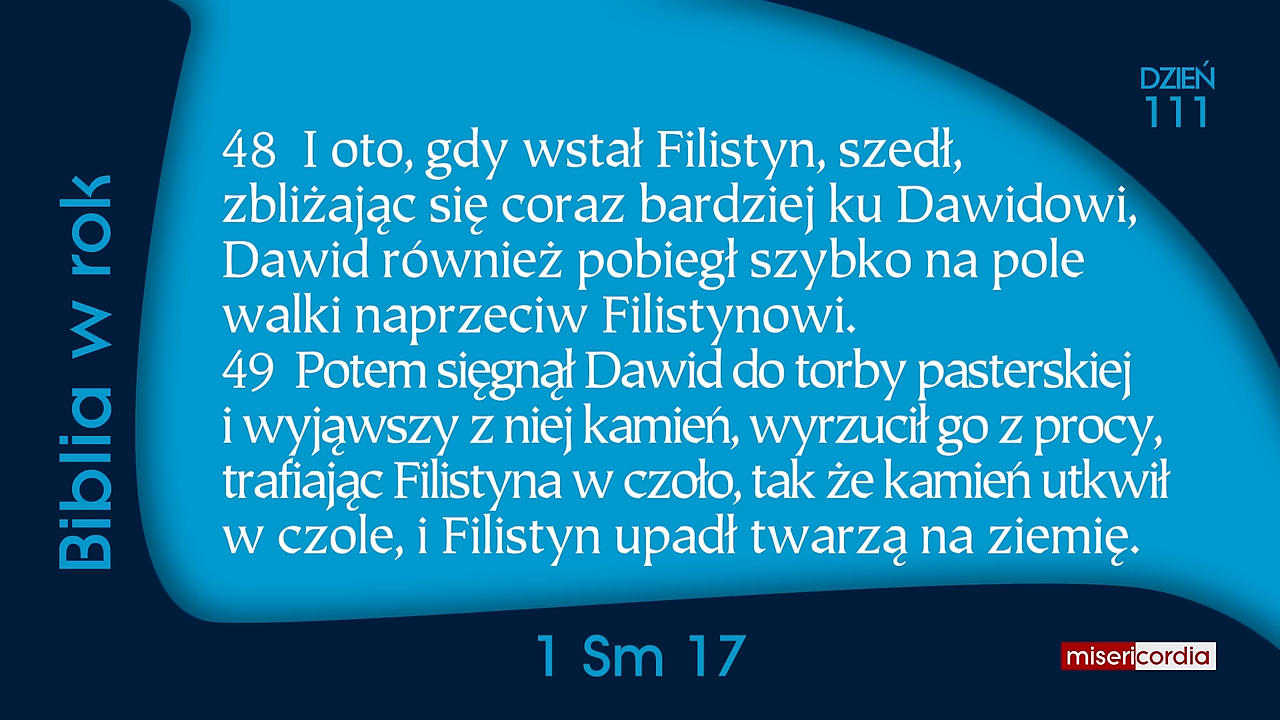 DZIEŃ
111
48 I oto, gdy wstał Filistyn, szedł,
zbliżając się coraz bardziej ku Dawidowi,
Dawid również pobiegł szybko na pole
walki naprzeciw Filistynowi.
49 Potem sięgnął Dawid do torby pasterskiej
i wyjąwszy z niej kamień, wyrzucił go z procy,
trafiając Filistyna w czoło, tak że kamień utkwił
w czole, i Filistyn upadł twarzą na ziemię.
Biblia w rok
1 Sm 17
misericordia